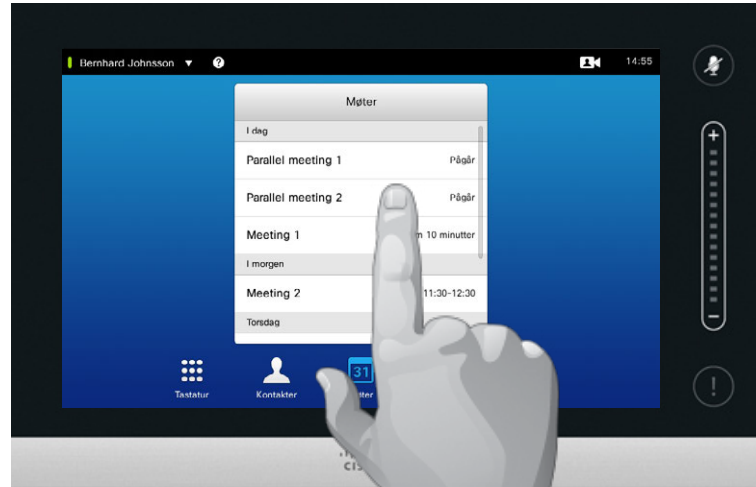 Bernhard Johnsson ▼ ? 14:55
Møter
I dag
Parallel meeting 1 Pågår
Parallel meeting 2 Pågår
Meeting 1 10 minutter
I morgen
Meeting 2 11:30-12:30
Torsdag
31
Tastatur Kontakter
+
−
!